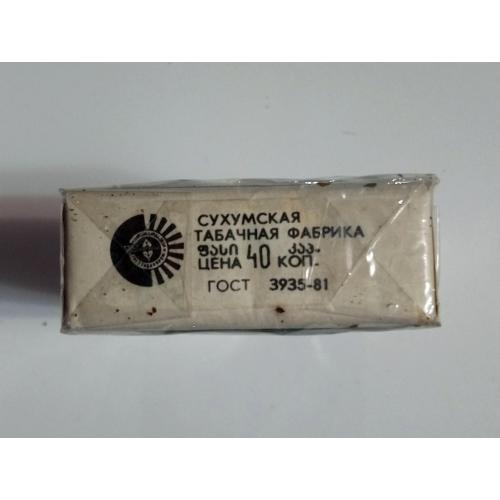 СУХУМСКАЯ
ТАБАЧНАЯ ФАБРИКА
ფასი 40 კაპ.
ЦЕНА 40 КОП.
ГОСТ 3935-81